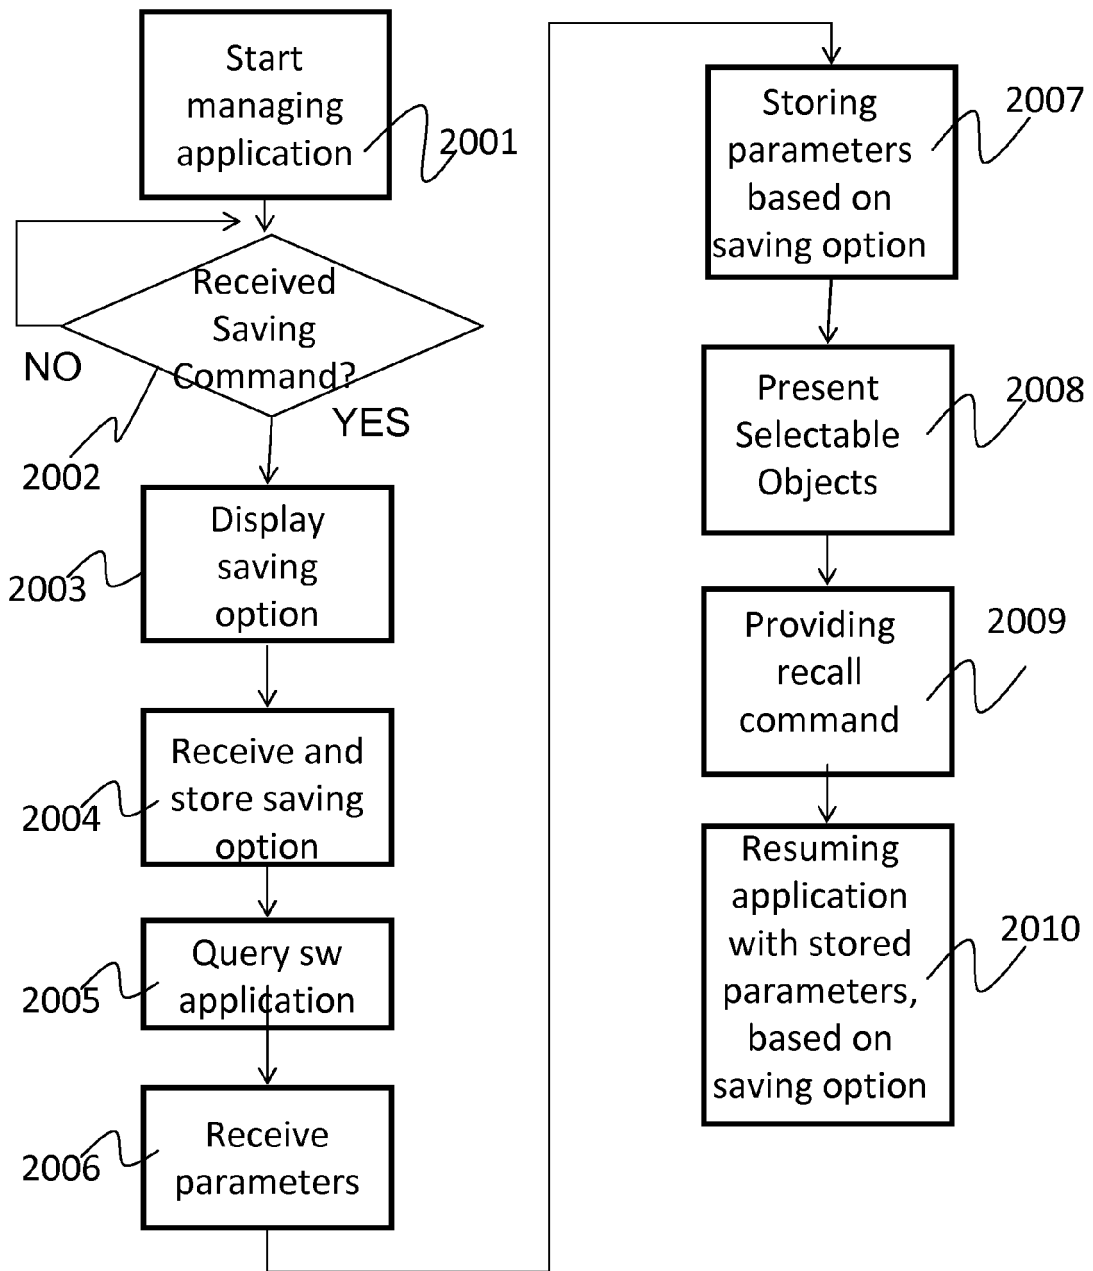 Start
managing
application
2001
Received
Saving
Command?
NO
YES
2002
Display
saving
option
2003
Receive and
store saving
option
2004
Query sw
application
2005
Receive
parameters
2006
Storing
parameters
based on
saving option
2007
Present
Selectable
Objects
2008
Providing
recall
command
2009
Resuming
application
with stored
parameters,
based on
saving option
2010